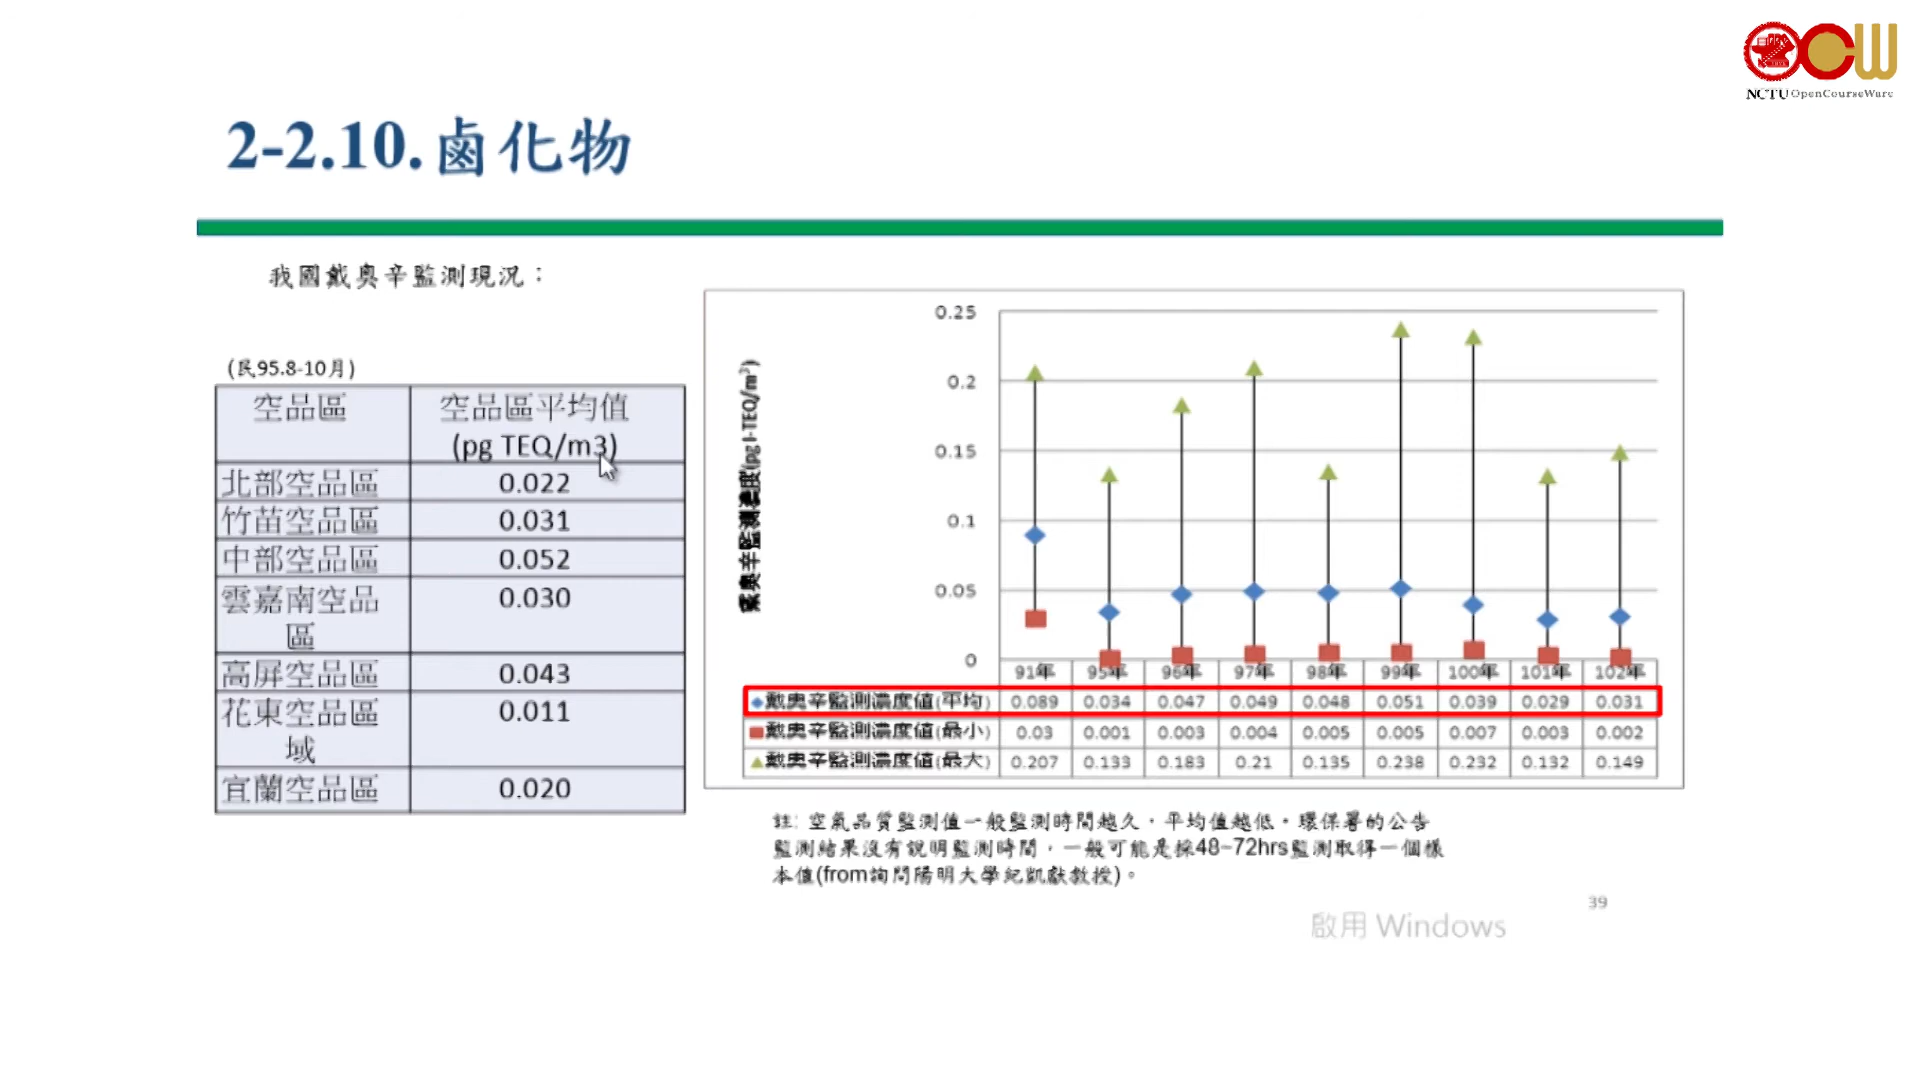 NCTU OpenCourseWare
2-2.10.鹵化物
我國戴奧辛監測現況：
(民95.8-10月)
空品區 空品區平均值
(pg TEQ/m3)
北部空品區 0.022
竹苗空品區 0.031
中部空品區 0.052
雲嘉南空品 0.030
區
高屏空品區 0.043
花東空品區 0.011
域
宜蘭空品區 0.020
戴奧辛監測濃度(pg I-TEQ/m³)
0.25
0.2
0.15
0.1
0.05
0
91年 95年 96年 97年 98年 99年 100年 101年 102年
戴奧辛監測濃度值(平均) 0.089 0.034 0.047 0.049 0.048 0.051 0.039 0.029 0.031
戴奧辛監測濃度值(最小) 0.03 0.001 0.003 0.004 0.005 0.005 0.007 0.003 0.002
戴奧辛監測濃度值(最大) 0.207 0.133 0.183 0.21 0.135 0.238 0.232 0.132 0.149
註: 空氣品質監測值一般監測時間越久，平均值越低。環保署的公告
監測結果沒有說明監測時間，一般可能是採48~72hrs監測取得一個樣
本值(from詢問陽明大學紀凱獻教授)。
39
啟用 Windows